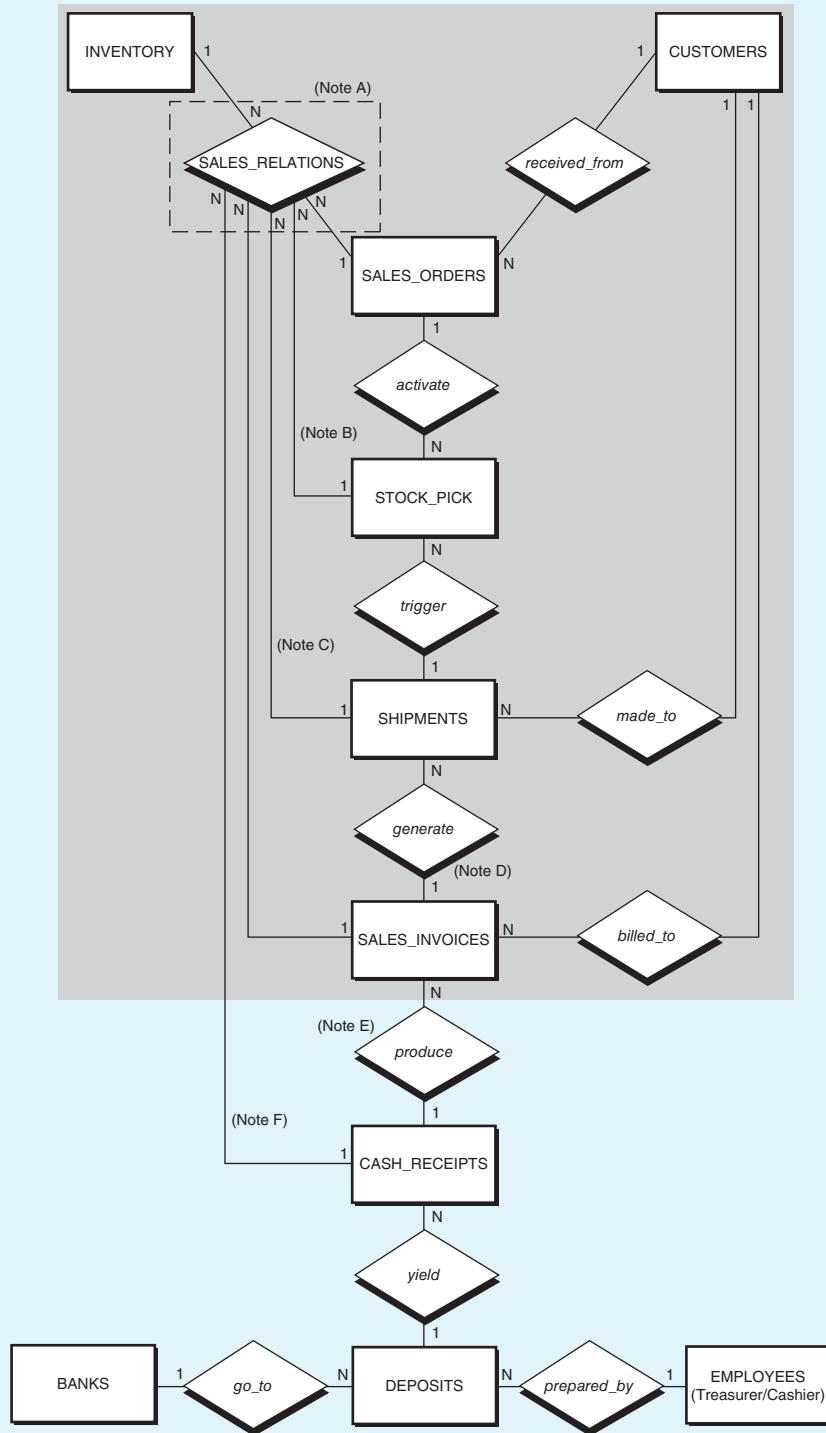 INVENTORY
1
1
CUSTOMERS
(Note A)
N
1 1
SALES_RELATIONS
received_from
N
N
N
N
N
1
SALES_ORDERS
N
1
activate
(Note B)
N
1
STOCK_PICK
N
trigger
(Note C)
1
1
SHIPMENTS
N
made_to
N
generate
(Note D)
1
1
SALES_INVOICES
N
billed_to
N
(Note E)
produce
(Note F)
1
1
CASH_RECEIPTS
N
yield
1
BANKS
1
go_to
N
DEPOSITS
N
prepared_by
1
EMPLOYEES
(Treasurer/Cashier)